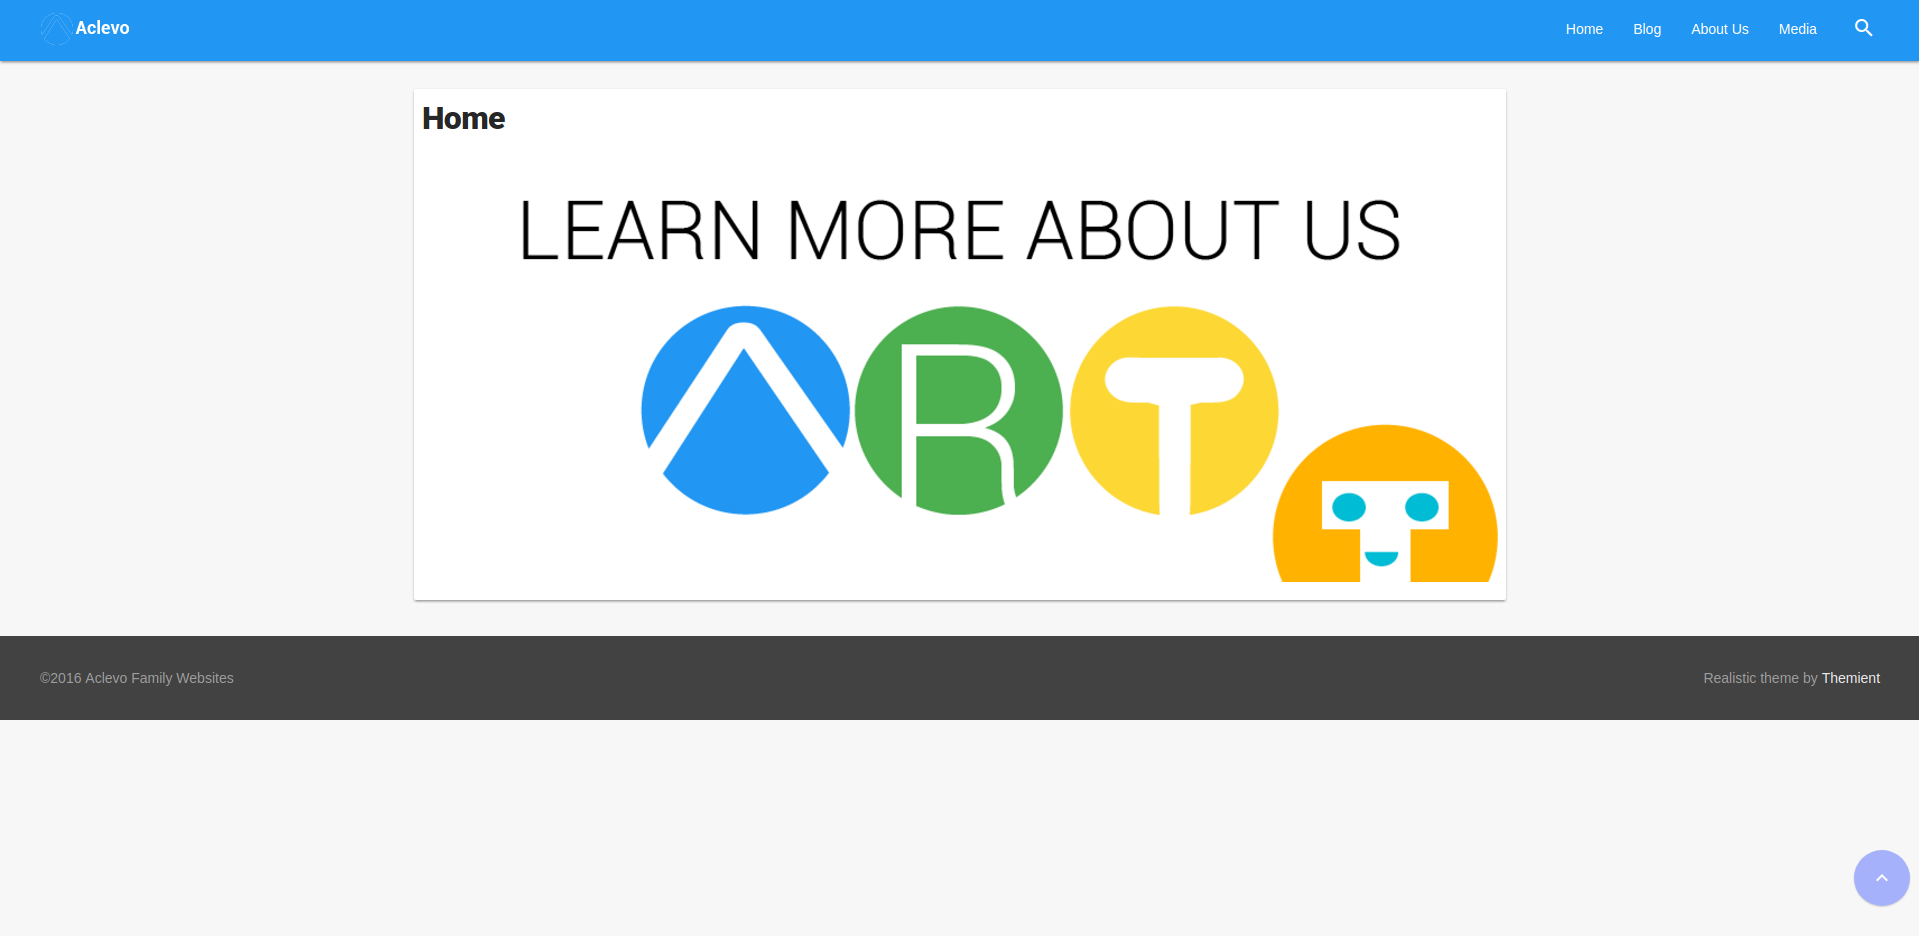 Aclevo
Home Blog About Us Media
Home
LEARN MORE ABOUT US
A R T
©2016 Aclevo Family Websites
Realistic theme by Themient